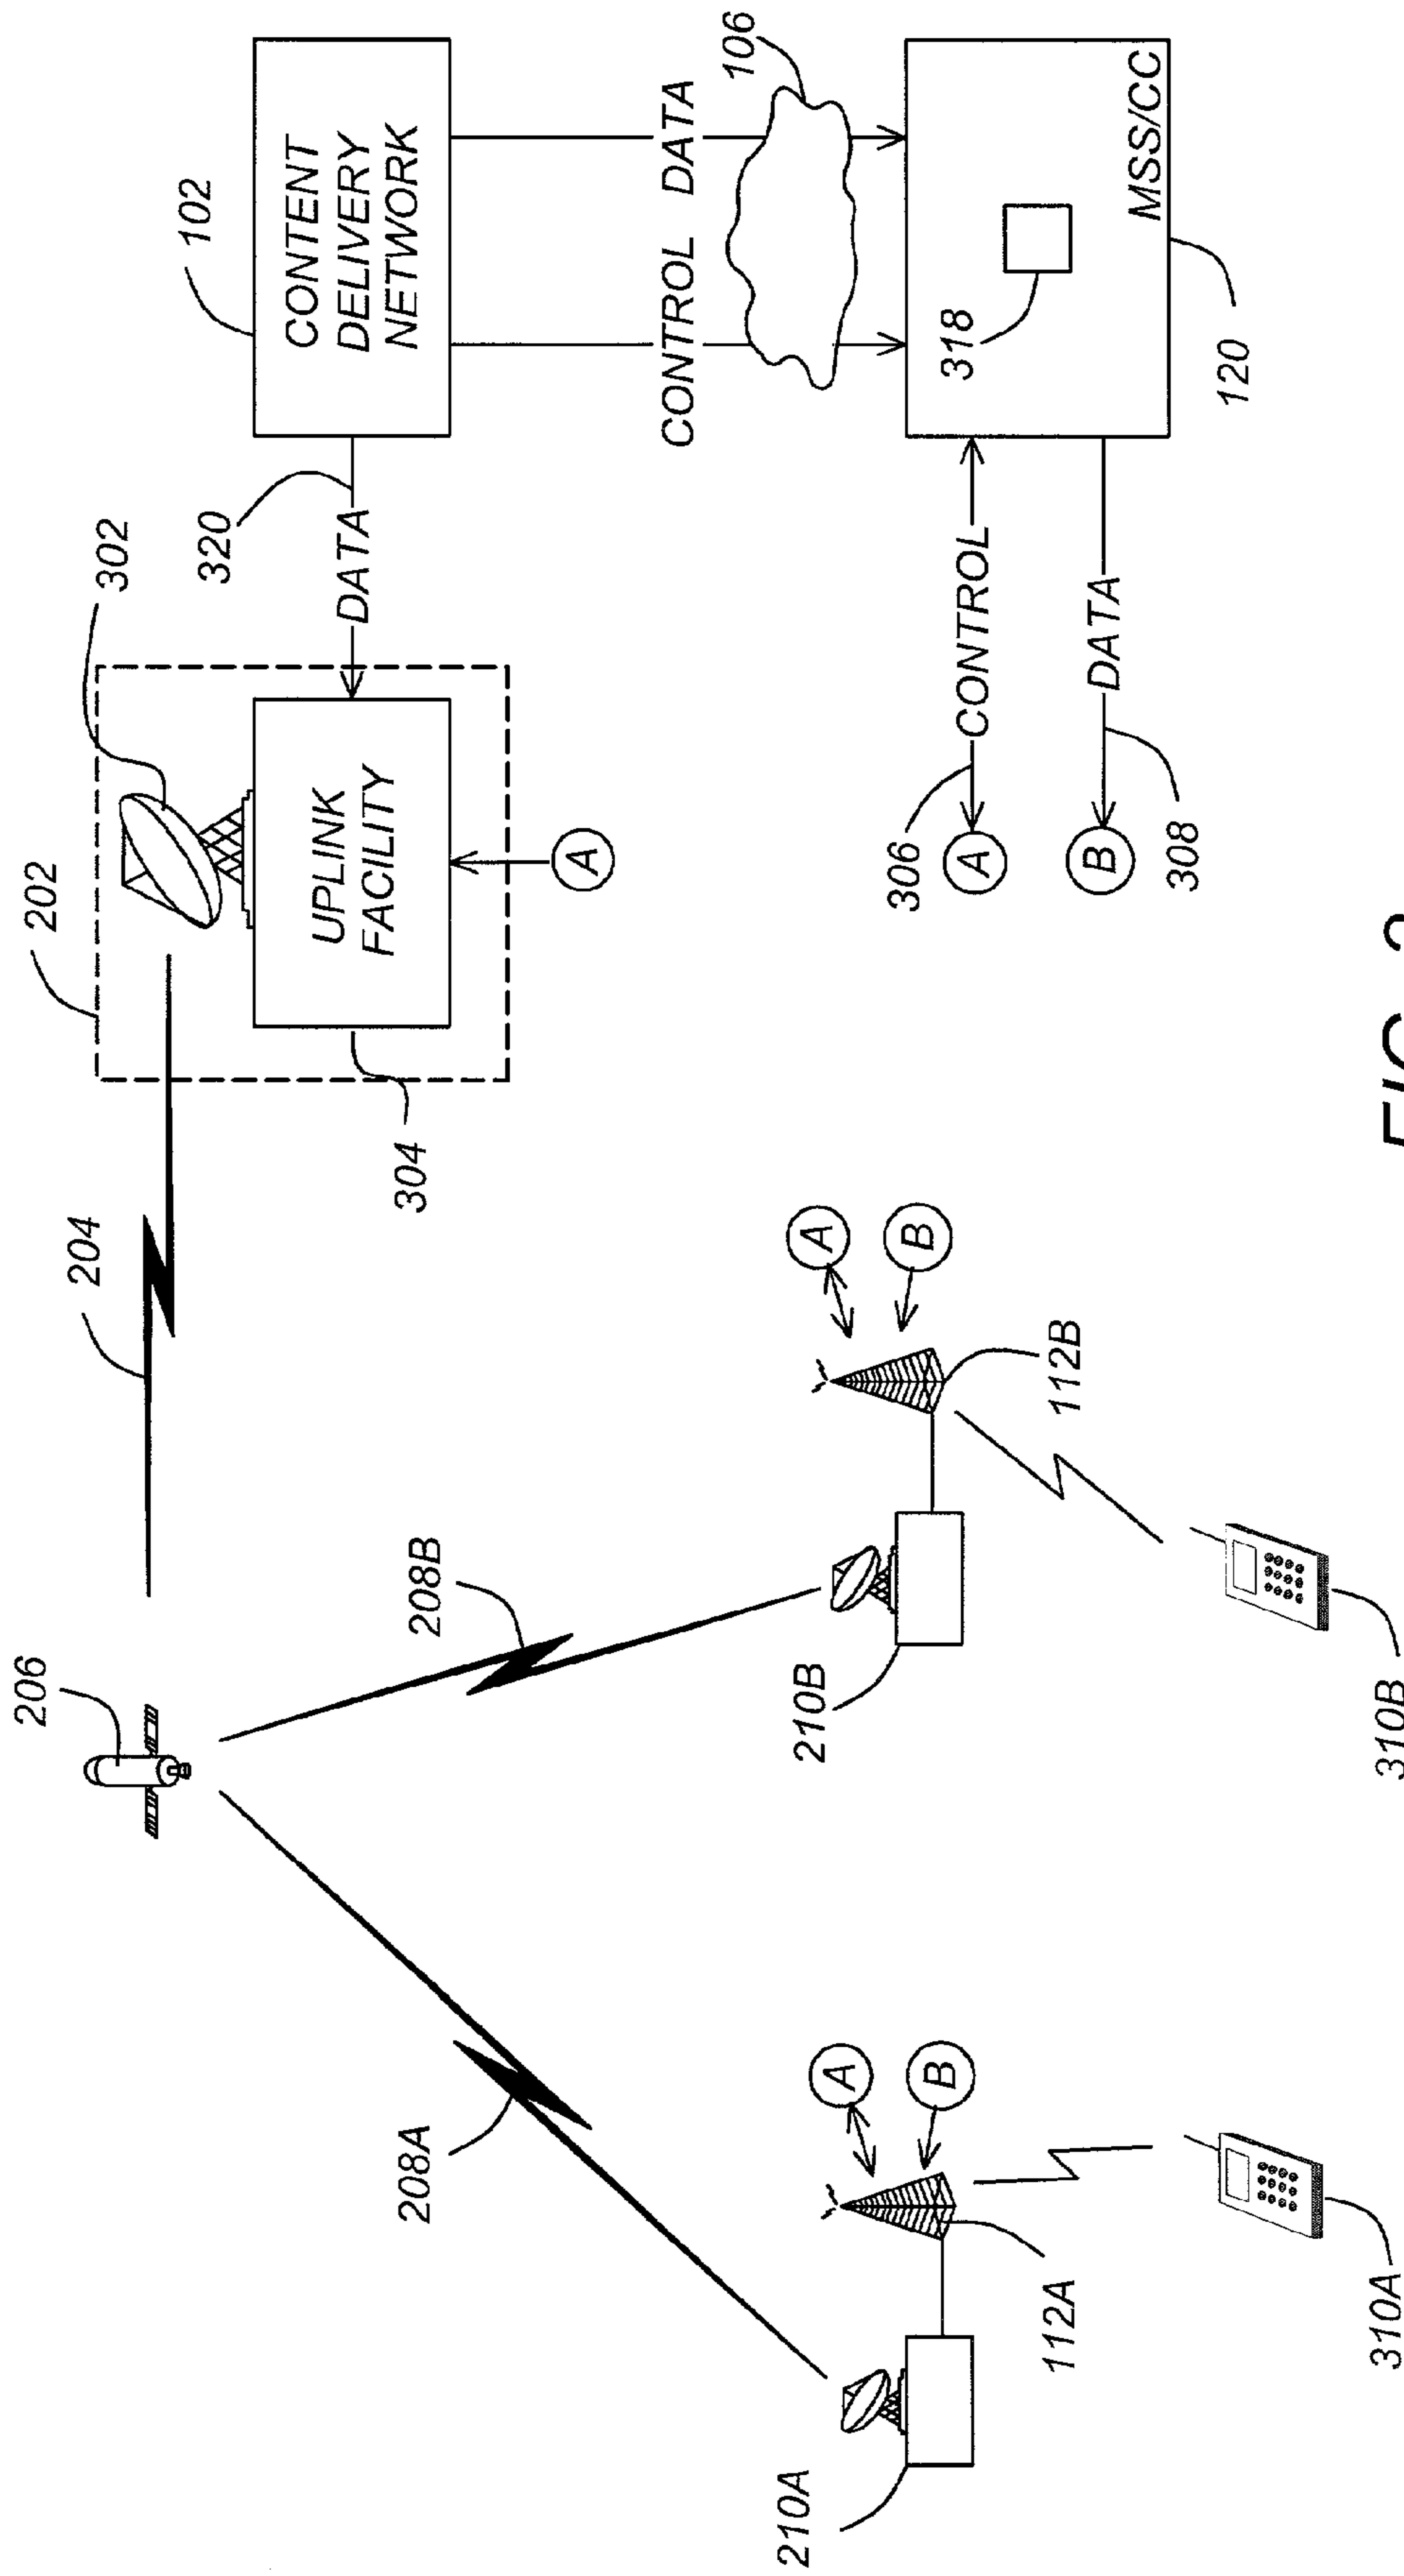 206
202
204
302
102
320
CONTENT
DELIVERY
NETWORK
UPLINK
FACILITY
DATA
304
208A
208B
A
CONTROL DATA
106
210A
210B
A
B
A
B
306
A
CONTROL
318
B
DATA
308
MSS/CC
120
112A
112B
310A
310B
FIG.